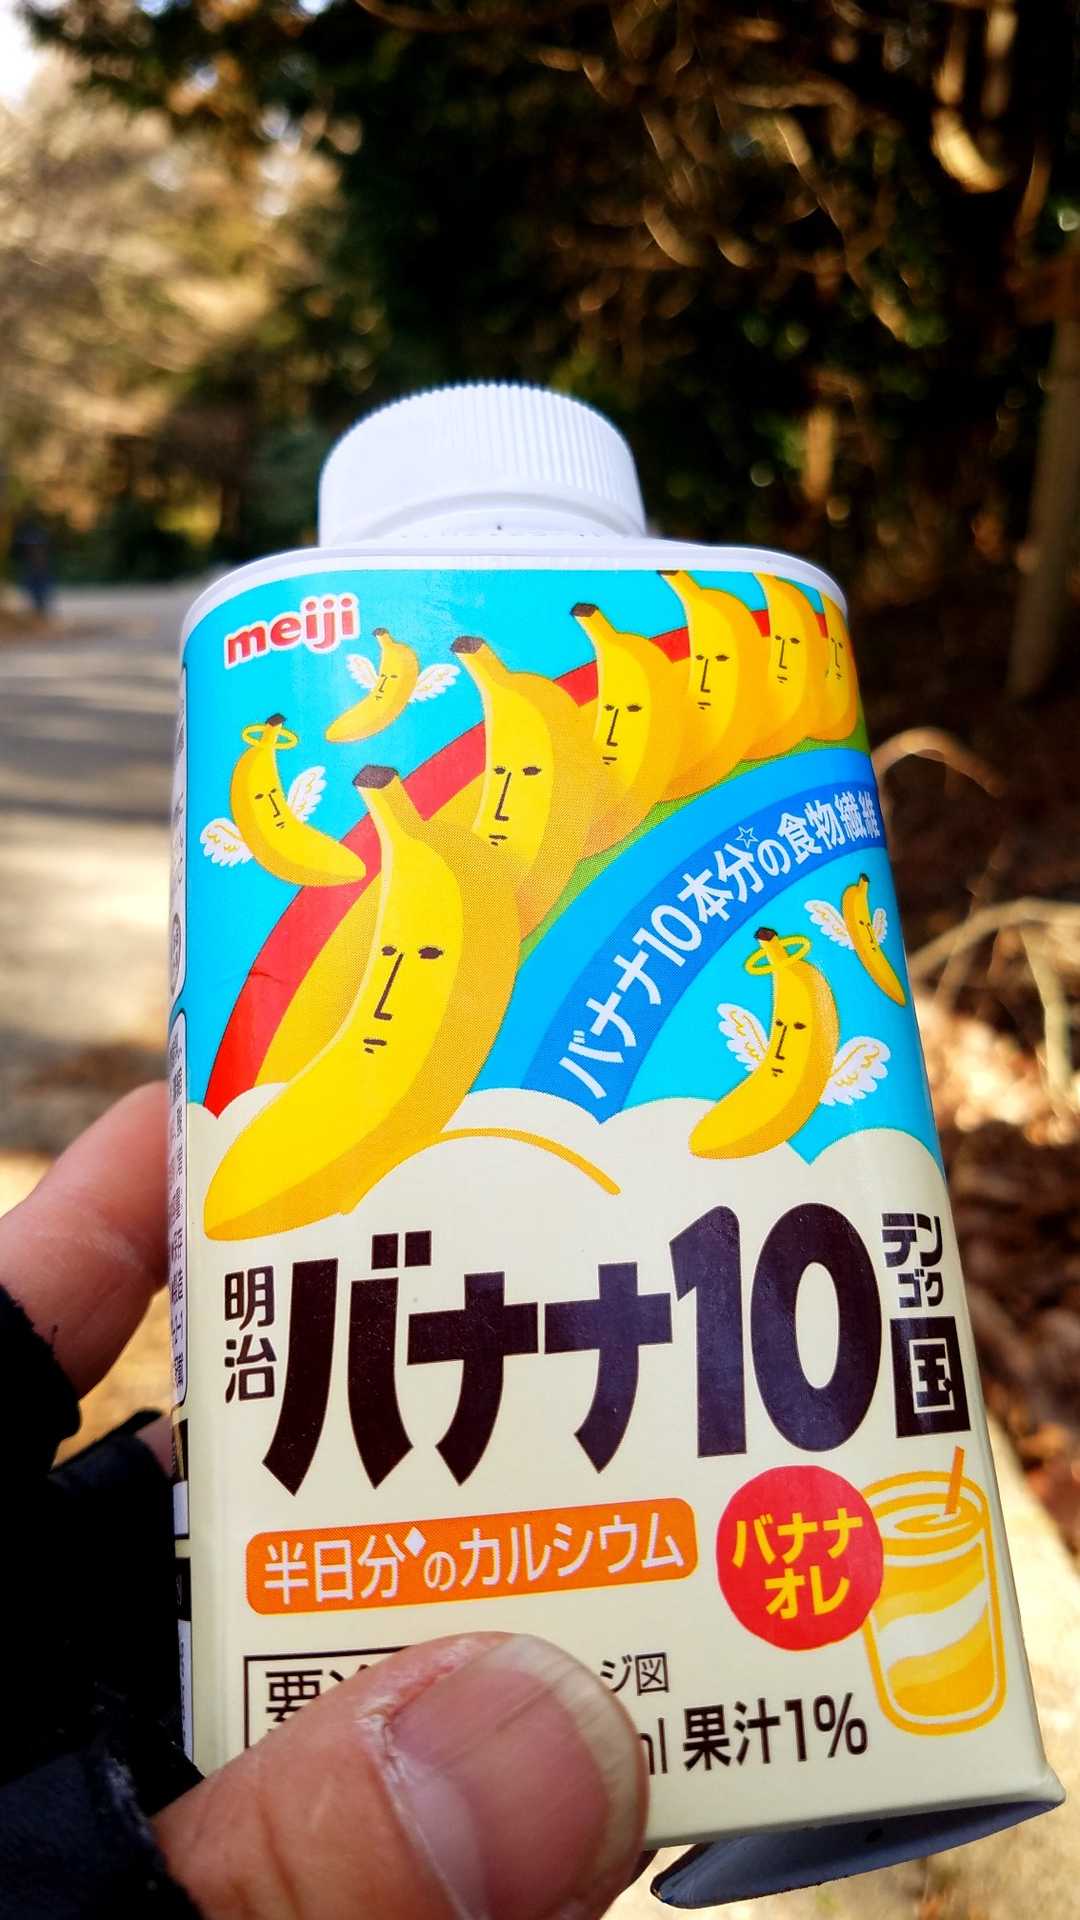 meiji
バナナ10本分☆の食物繊維
明治
バナナ10
テンゴク
国
半日分◆のカルシウム
バナナ
オレ
ジ図
果汁1%